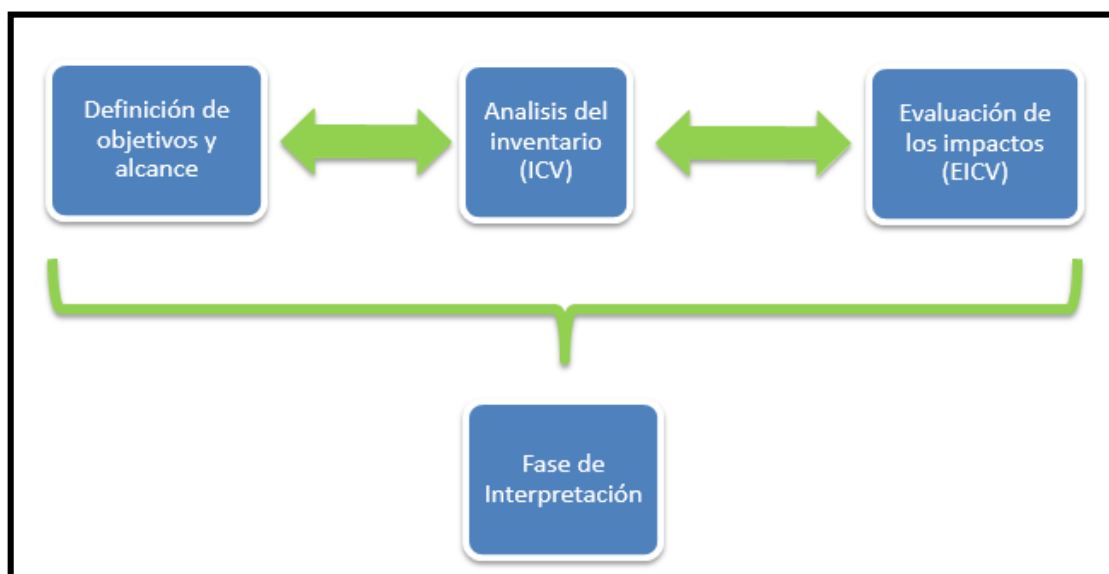 Definición de
objetivos y
alcance
Analisis del
inventario
(ICV)
Evaluación de
los impactos
(EICV)
Fase de
Interpretación